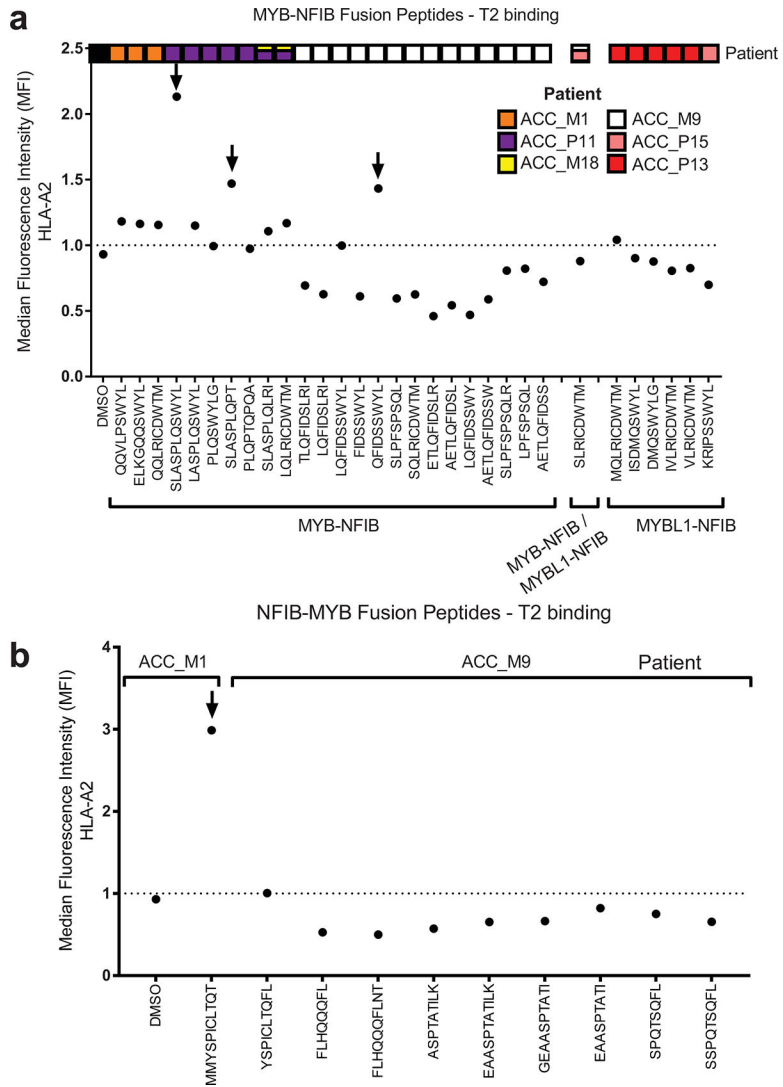 a
MYB-NFIB Fusion Peptides - T2 binding
Median Fluorescence Intensity (MFI)
HLA-A2
2.5
2.0
1.5
1.0
0.5
0.0
Patient
Patient
ACC_M1
ACC_M9
ACC_P11
ACC_P15
ACC_M18
ACC_P13
DMSO
QQVLPSWYL
ELKGQQSWYL
QQLRICDWTM
SLASPLQSWYL
LASPLQSWYL
PLQSWYLG
SLASPLQPT
PLQPTQPQA
SLASPLQLRI
LQLRICDWTM
TLQFIDSLRI
LQFIDSLRI
LQFIDSSWYL
FIDSSWYL
QFIDSSWYL
SLPFSPSQL
SQLRICDWTM
ETLQFIDSLR
AETLQFIDSL
LQFIDSSWY
AETLQFIDSSW
SLPFSPSQLR
LPFSPSQL
AETLQFIDSS
SLRICDWTM
MQLRICDWTM
ISDMQSWYL
DMQSWYLG
IVLRICDWTM
VLRICDWTM
KRIPSSWYL
MYB-NFIB
MYB-NFIB /
MYBL1-NFIB
MYBL1-NFIB
b
NFIB-MYB Fusion Peptides - T2 binding
Median Fluorescence Intensity (MFI)
HLA-A2
4
3
2
1
0
ACC_M1
ACC_M9
Patient
DMSO
MMYSPICLTQT
YSPICLTQFL
FLHQQQFL
FLHQQQFLNT
ASPTATILK
EAASPTATILK
GEAASPTATI
EAASPTATI
SPQTSQFL
SSPQTSQFL